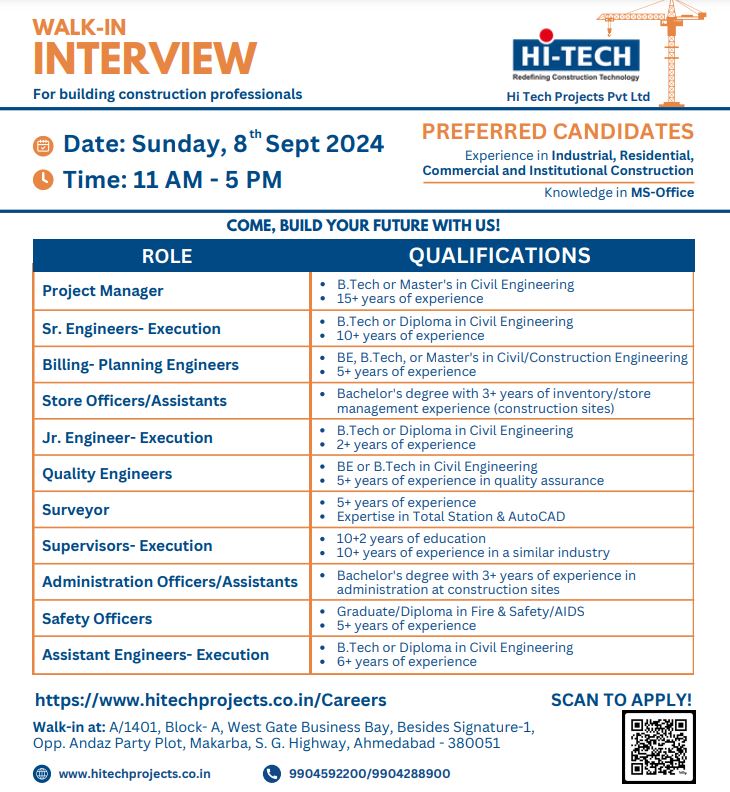 WALK-IN
INTERVIEW
For building construction professionals
Hi-TECH
Redefining Construction Technology
Hi Tech Projects Pvt Ltd
Date: Sunday, 8th Sept 2024
Time: 11 AM - 5 PM
PREFERRED CANDIDATES
Experience in Industrial, Residential,
Commercial and Institutional Construction
Knowledge in MS-Office
COME, BUILD YOUR FUTURE WITH US!
ROLE
QUALIFICATIONS
Project Manager
• B.Tech or Master's in Civil Engineering
• 15+ years of experience
Sr. Engineers- Execution
• B.Tech or Diploma in Civil Engineering
• 10+ years of experience
Billing- Planning Engineers
• BE, B.Tech, or Master's in Civil/Construction Engineering
• 5+ years of experience
Store Officers/Assistants
• Bachelor's degree with 3+ years of inventory/store
management experience (construction sites)
Jr. Engineer- Execution
• B.Tech or Diploma in Civil Engineering
• 2+ years of experience
Quality Engineers
• BE or B.Tech in Civil Engineering
• 5+ years of experience in quality assurance
Surveyor
• 5+ years of experience
• Expertise in Total Station & AutoCAD
Supervisors- Execution
• 10+2 years of education
• 10+ years of experience in a similar industry
Administration Officers/Assistants
• Bachelor's degree with 3+ years of experience in
administration at construction sites
Safety Officers
• Graduate/Diploma in Fire & Safety/AIDS
• 5+ years of experience
Assistant Engineers- Execution
• B.Tech or Diploma in Civil Engineering
• 6+ years of experience
https://www.hitechprojects.co.in/Careers
SCAN TO APPLY!
Walk-in at: A/1401, Block- A, West Gate Business Bay, Besides Signature-1,
Opp. Andaz Party Plot, Makarba, S. G. Highway, Ahmedabad - 380051
www.hitechprojects.co.in
9904592200/9904288900